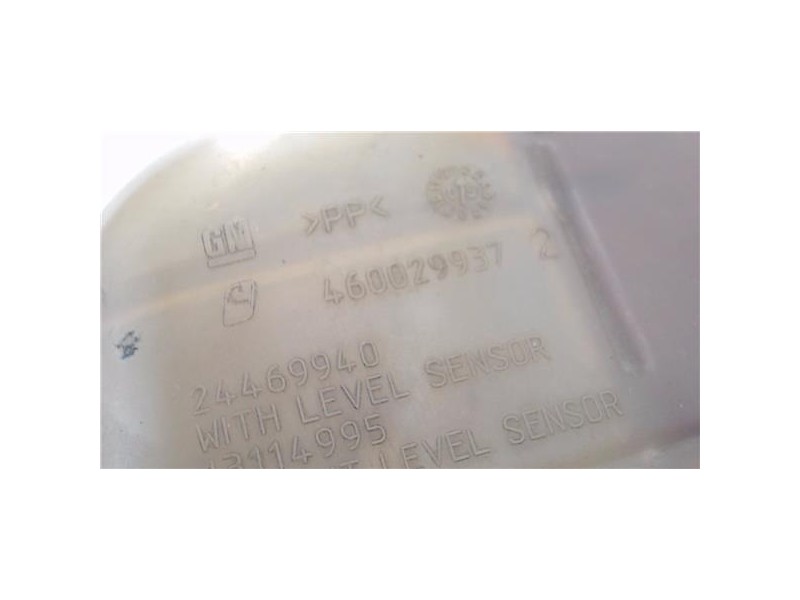 GM >PP<
460029937 2
24469940
WITH LEVEL SENSOR
13114995
LEVEL SENSOR